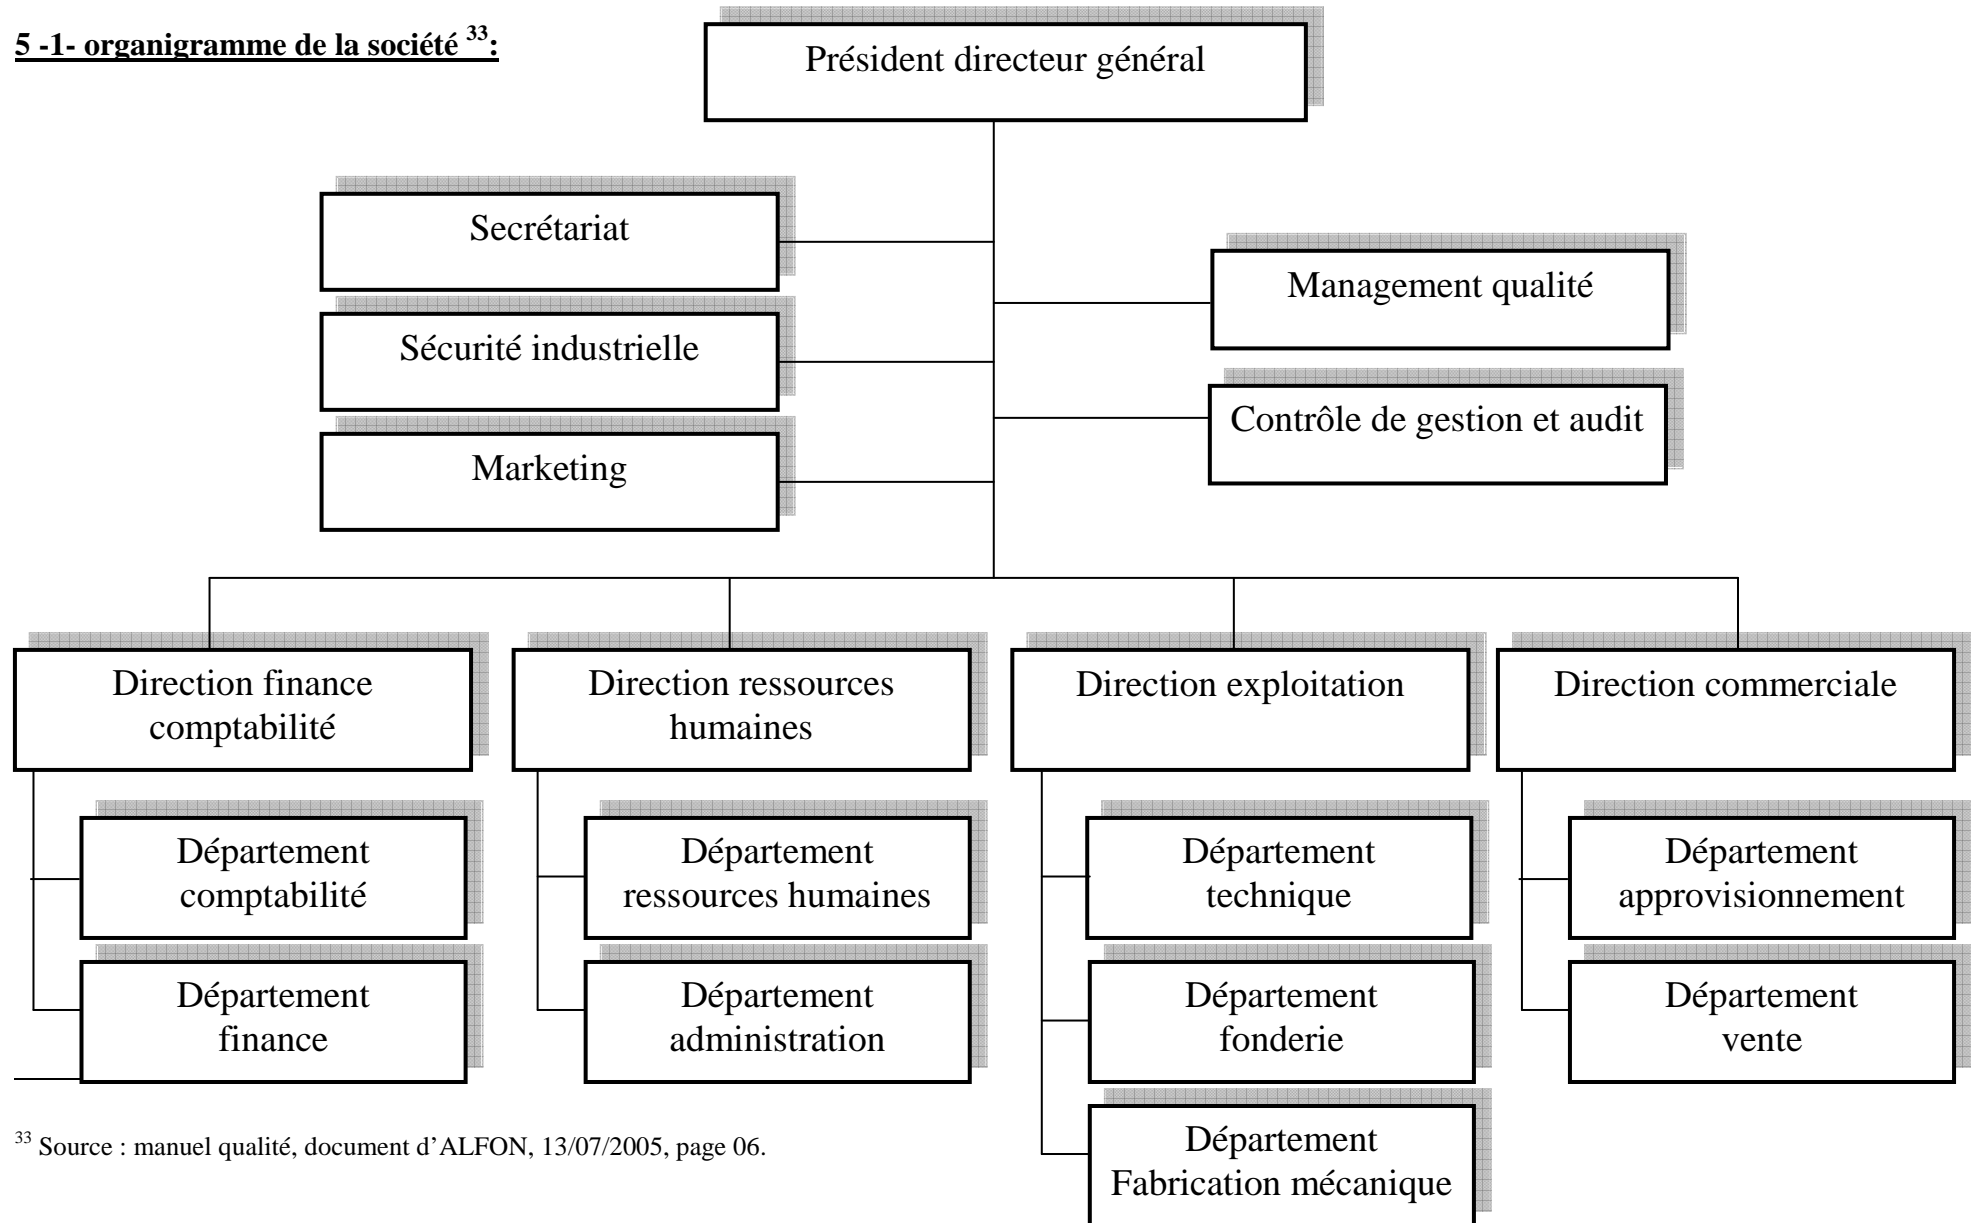 5 -1- organigramme de la société 33:
Président directeur général
Secrétariat
Management qualité
Sécurité industrielle
Contrôle de gestion et audit
Marketing
Direction finance
comptabilité
Direction ressources
humaines
Direction exploitation
Direction commerciale
Département
comptabilité
Département
ressources humaines
Département
technique
Département
approvisionnement
Département
finance
Département
administration
Département
fonderie
Département
vente
Département
Fabrication mécanique
33 Source : manuel qualité, document d’ALFON, 13/07/2005, page 06.